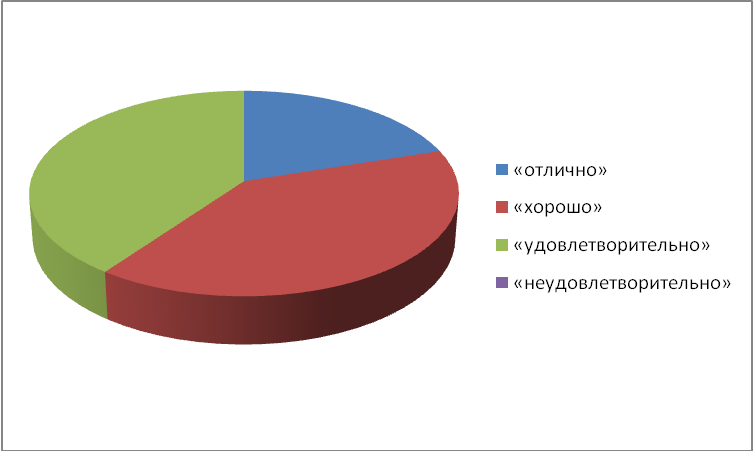 «отлично»
«хорошо»
«удовлетворительно»
«неудовлетворительно»